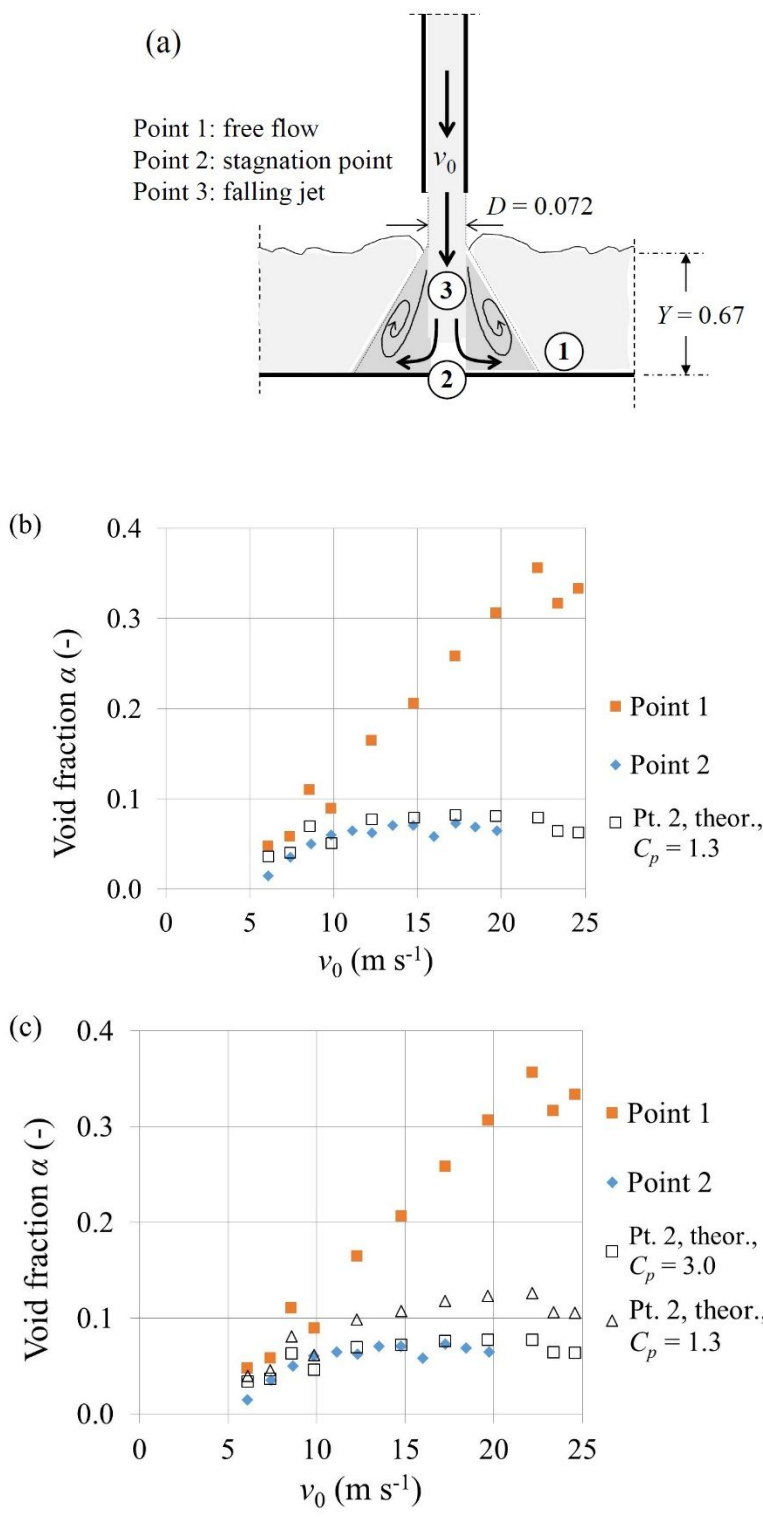 (a)
Point 1: free flow
Point 2: stagnation point
Point 3: falling jet
v0
D = 0.072
3
Y = 0.67
1
2
(b)
0.4
0.3
0.2
0.1
0.0
Void fraction α (-)
0 5 10 15 20 25
v0 (m s-1)
Point 1
Point 2
Pt. 2, theor.,
Cp = 1.3
(c)
0.4
0.3
0.2
0.1
0.0
Void fraction α (-)
0 5 10 15 20 25
v0 (m s-1)
Point 1
Point 2
Pt. 2, theor.,
Cp = 3.0
Pt. 2, theor.,
Cp = 1.3